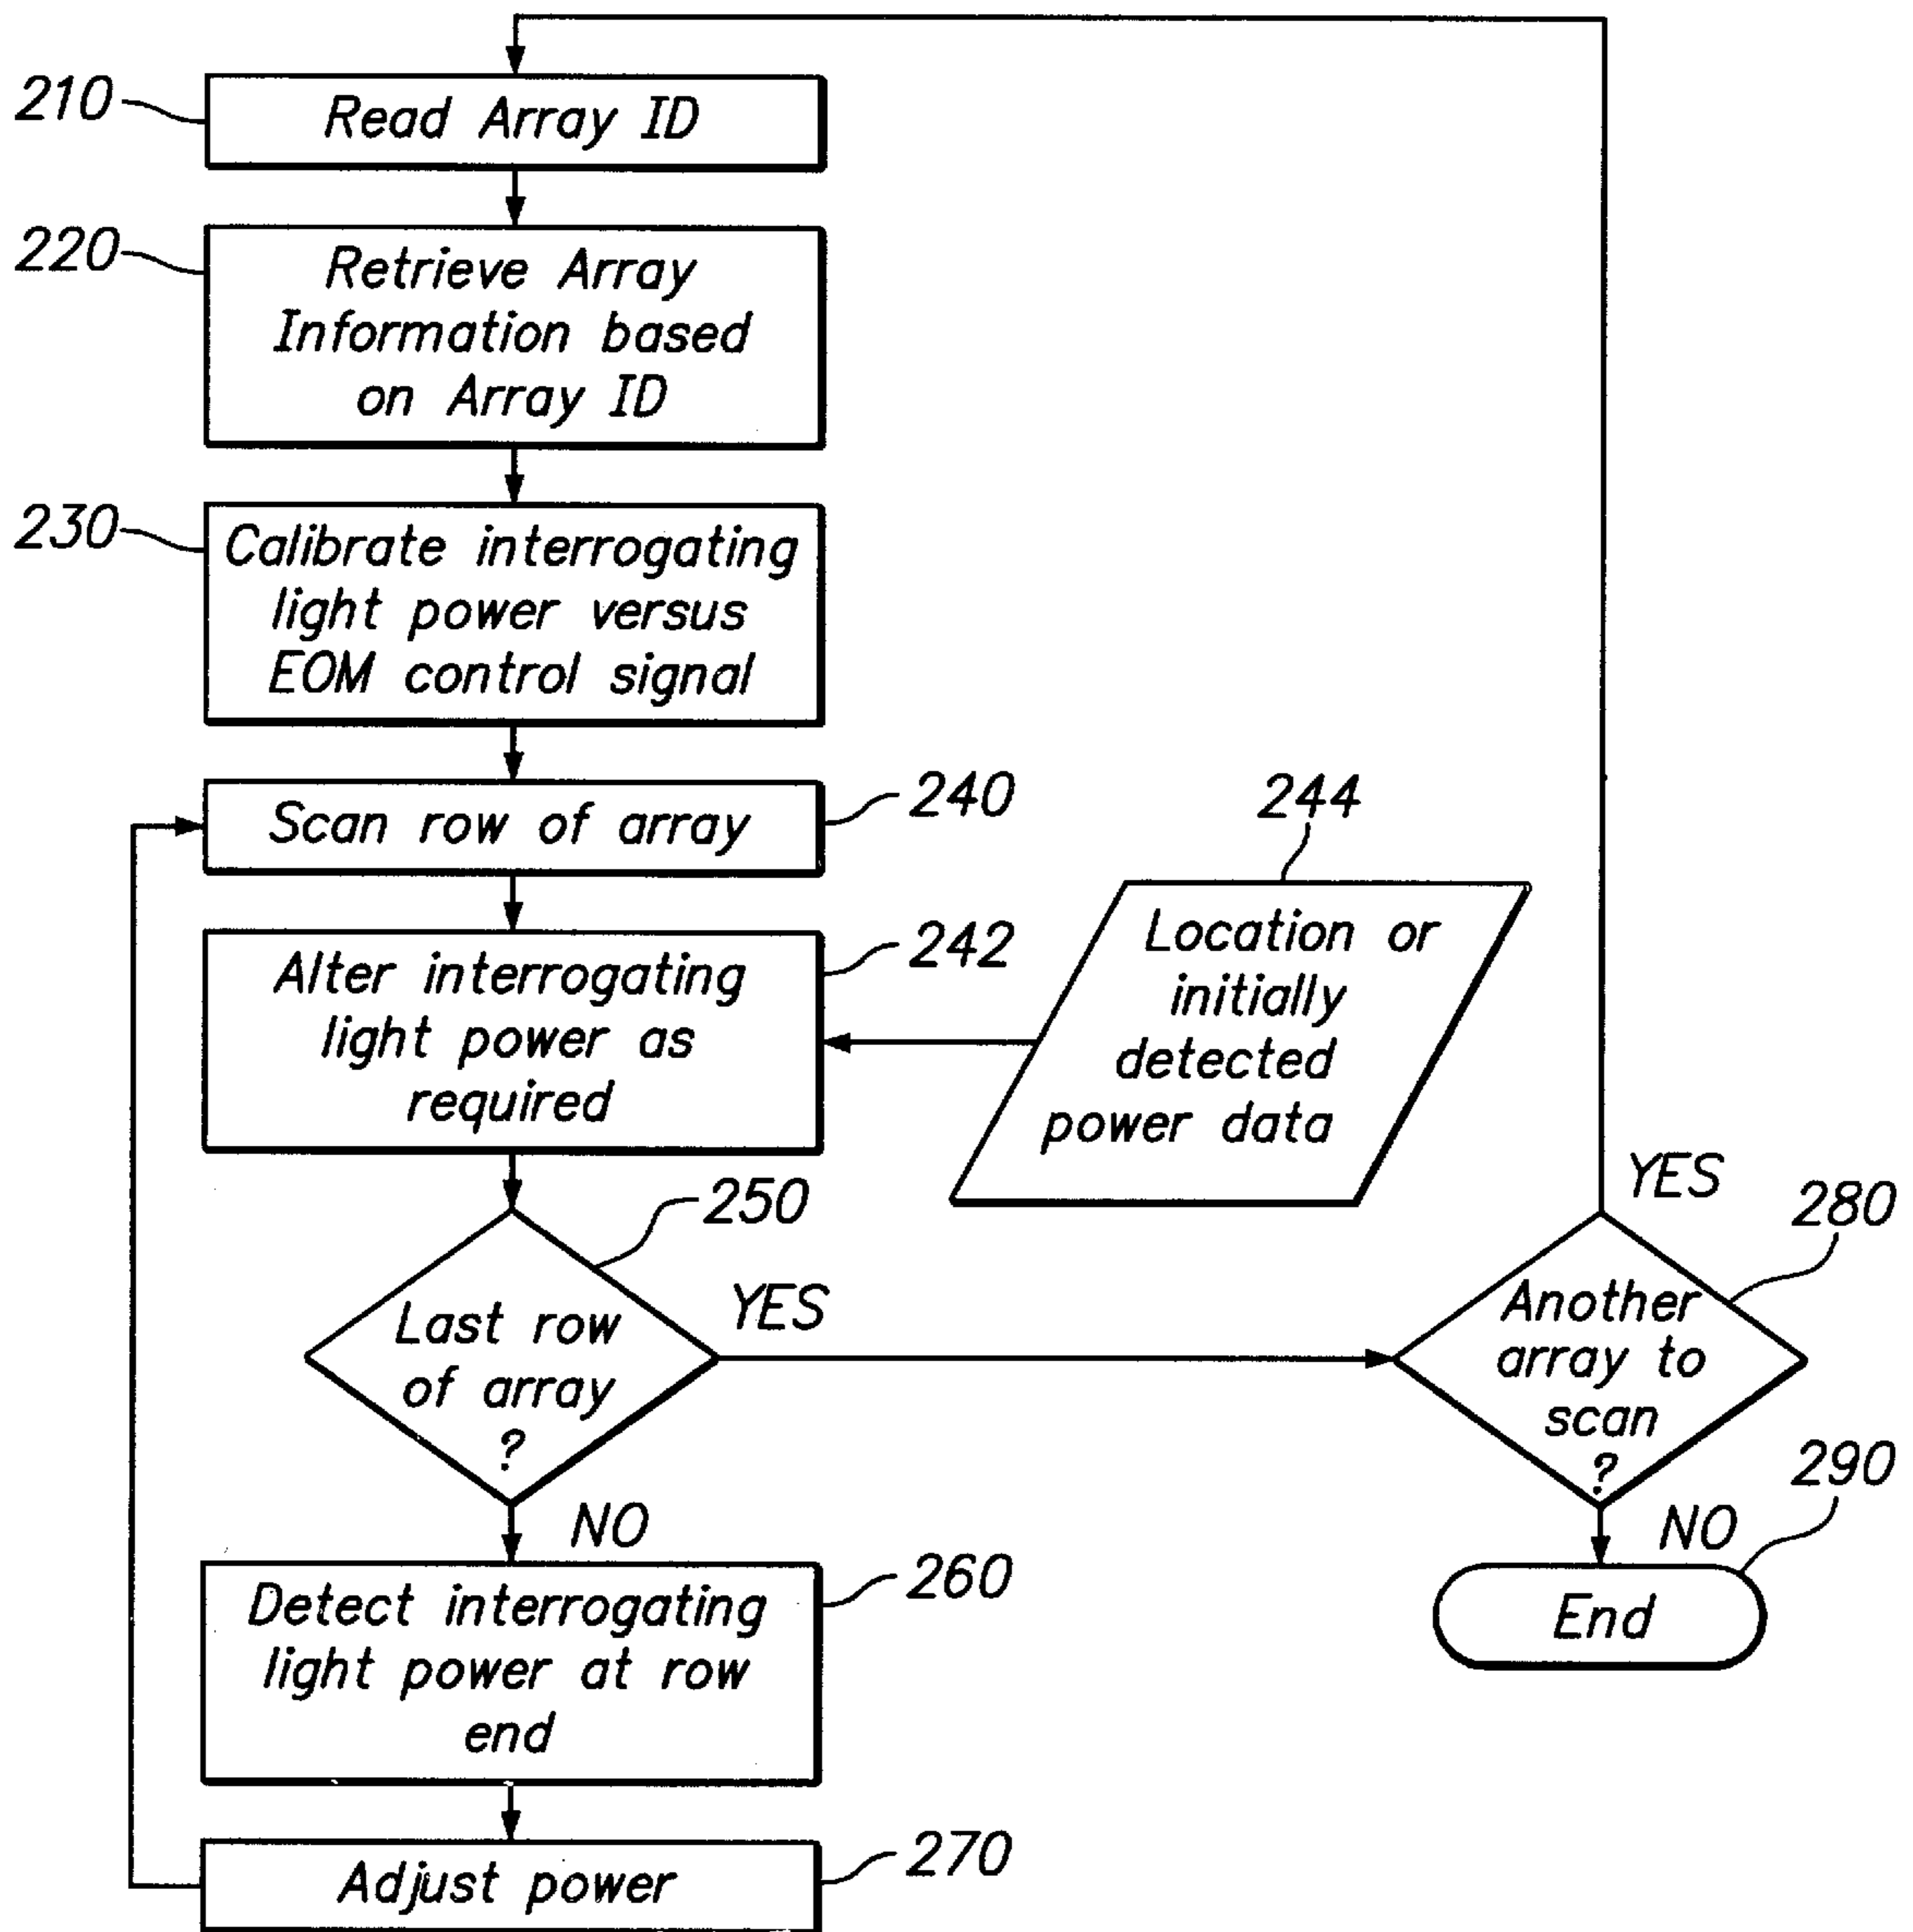 210
Read Array ID
220
Retrieve Array
Information based
on Array ID
230
Calibrate interrogating
light power versus
EOM control signal
240
Scan row of array
244
Location or
initially
detected
power data
242
Alter interrogating
light power as
required
250
Last row
of array
?
YES
NO
YES
280
Another
array to
scan
?
NO
290
End
260
Detect interrogating
light power at row
end
270
Adjust power